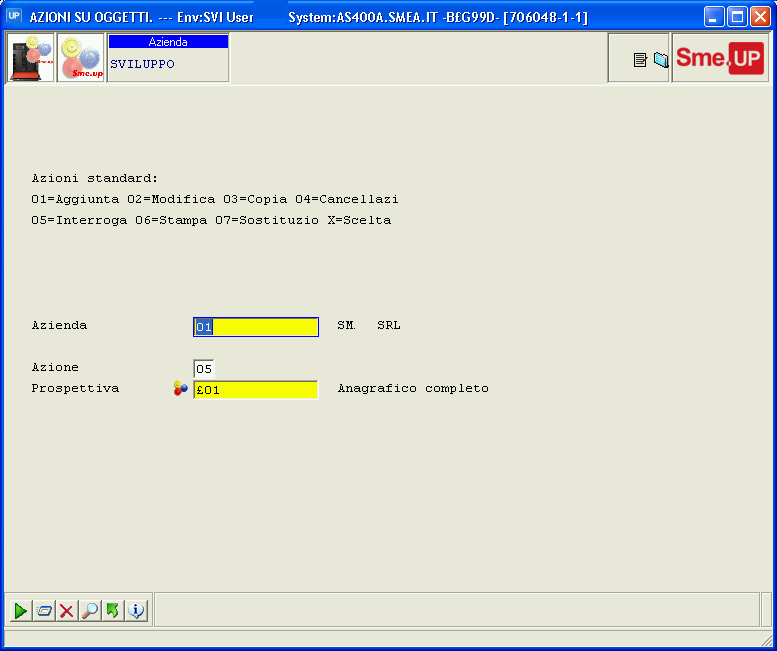 UP AZIONI SU OGGETTI. --- Env:SVI User System:AS400A.SMEA.IT -B£G99D- [706048-1-1]
Sme.up
Sme.up
Azienda
SVILUPPO
Sme.UP
Azioni standard:
01=Aggiunta 02=Modifica 03=Copia 04=Cancellazi
05=Interroga 06=Stampa 07=Sostituzio X=Scelta
Azienda 01 SM. SRL
Azione 05
Prospettiva £01 Anagrafico completo